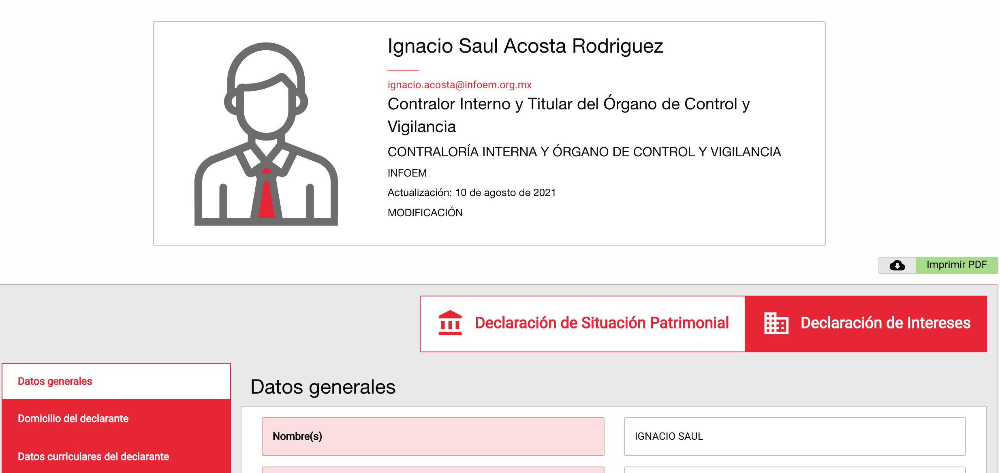 Ignacio Saul Acosta Rodriguez
ignacio.acosta@infoem.org.mx
Contralor Interno y Titular del Órgano de Control y
Vigilancia
CONTRALORÍA INTERNA Y ÓRGANO DE CONTROL Y VIGILANCIA
INFOEM
Actualización: 10 de agosto de 2021
MODIFICACIÓN
Imprimir PDF
Declaración de Situación Patrimonial
Declaración de Intereses
Datos generales
Domicilio del declarante
Datos curriculares del declarante
Datos generales
Nombre(s)
IGNACIO SAUL